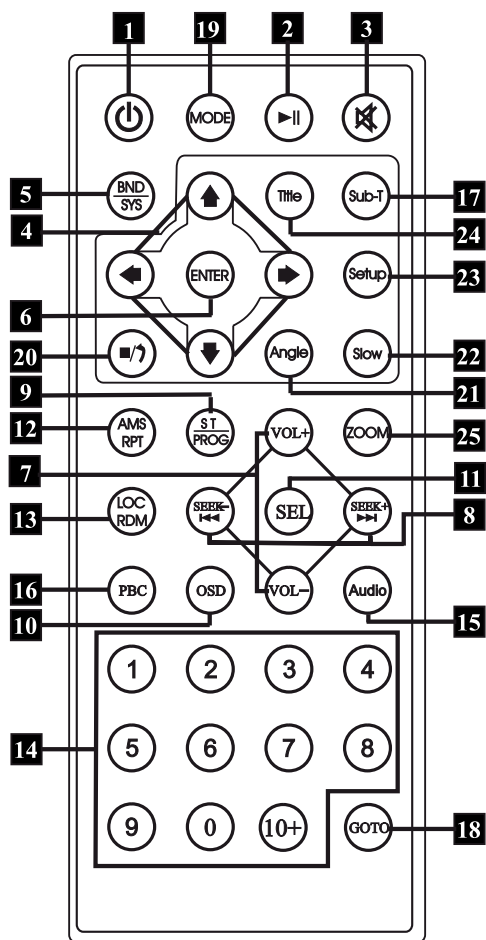 1 19 2 3
MODE
5 BND SYS Title Sub-T 17
4 24
ENTER Setup 23
6
20 Angle Slow 22
9 21
12 AMS RPT ST PROG VOL+ ZOOM 25
7
13 LOC RDM SEEK- SEL SEEK+ 11
8
16 PBC OSD VOL- Audio
10 15
1 2 3 4
14 5 6 7 8
9 0 10+ GOTO 18